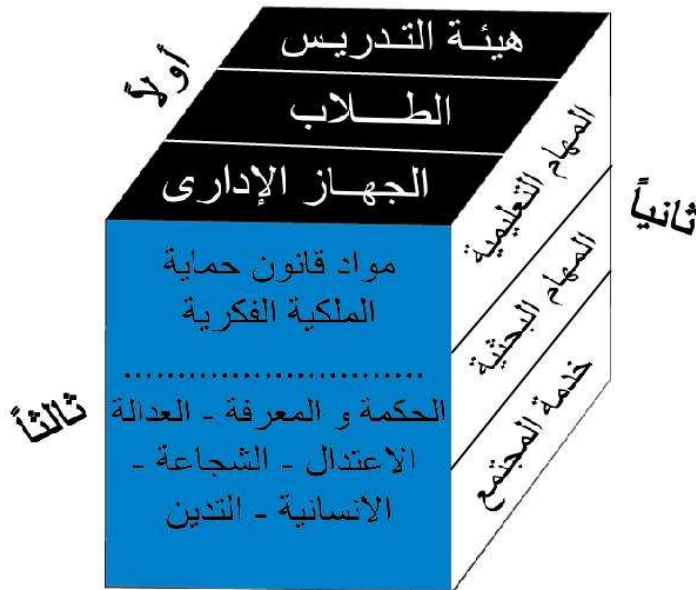 أولاً
هيئة التدريس
الطلاب
الجهاز الإدارى
ثانياً
المهام التعليمية
المهام البحثية
خدمة المجتمع
ثالثاً
مواد قانون حماية
الملكية الفكرية
............................
الحكمة و المعرفة - العدالة
الاعتدال - الشجاعة -
الانسانية - التدين